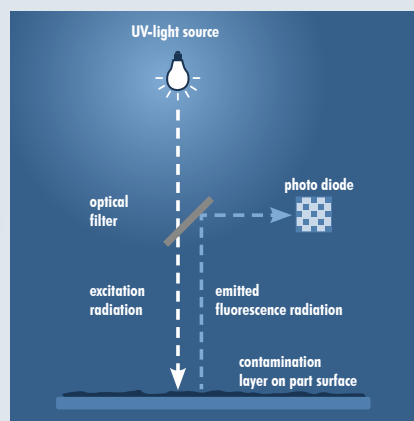 UV-light source
photo diode
optical
filter
excitation
radiation
emitted
fluorescence radiation
contamination
layer on part surface